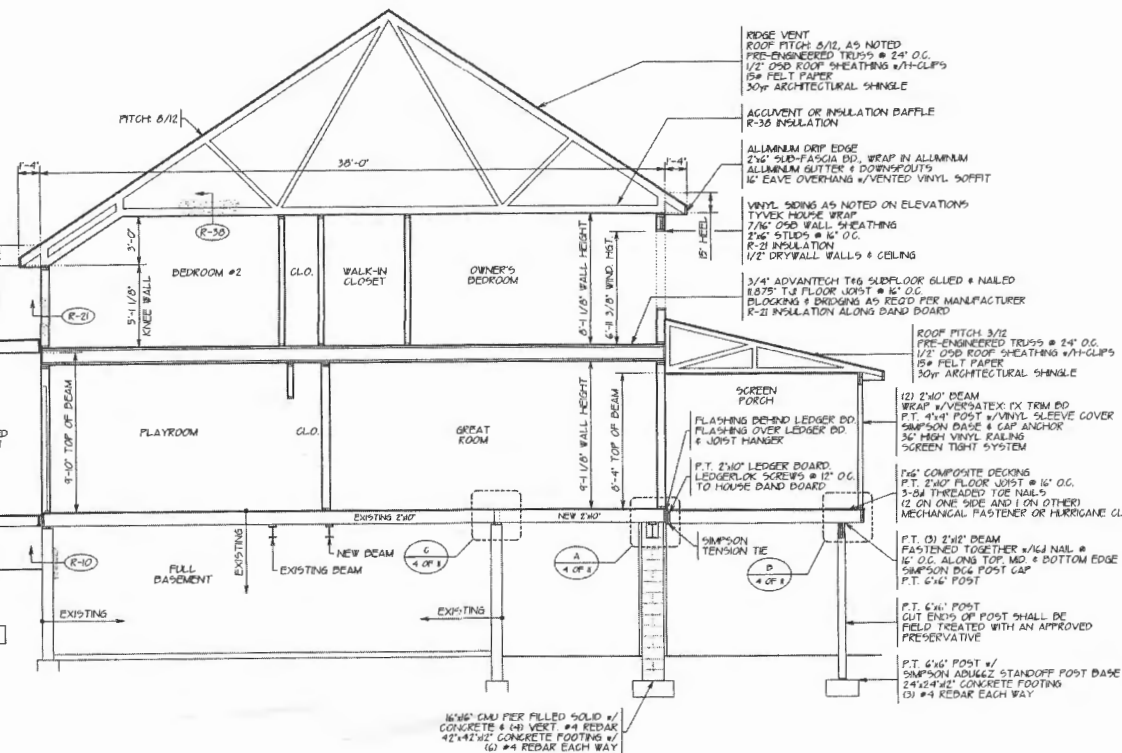 RIDGE VENT
ROOF PITCH: 8/12, AS NOTED
PRE-ENGINEERED TRUSS @ 24" O.C.
1/2" OSB ROOF SHEATHING w/H-CLIPS
15# FELT PAPER
30yr ARCHITECTURAL SHINGLE
PITCH: 8/12
ACCUVENT OR INSULATION BAFFLE
R-38 INSULATION
ALUMINUM DRIP EDGE
2"x6" SUB-FASCIA BD., WRAP IN ALUMINUM
ALUMINUM GUTTER & DOWNSPOUTS
16" EAVE OVERHANG w/VENTED VINYL SOFFIT
1'-4"
38'-0"
1'-4"
R-38
15" HEEL
VINYL SIDING AS NOTED ON ELEVATIONS
TYVEK HOUSE WRAP
7/16" OSB WALL SHEATHING
2"x6" STUDS @ 16" O.C.
R-21 INSULATION
1/2" DRYWALL WALLS & CEILING
3'-0"
BEDROOM #2
CLO.
WALK-IN
CLOSET
OWNER'S
BEDROOM
8'-1 1/8" WALL HEIGHT
6'-11 3/8" WIND. HGT.
5'-1 1/8"
KNEE WALL
R-21
3/4" ADVANTECH T&G SUBFLOOR GLUED & NAILED
11.875" TJI FLOOR JOIST @ 16" O.C.
BLOCKING & BRIDGING AS REQ'D PER MANUFACTURER
R-21 INSULATION ALONG BAND BOARD
ROOF PITCH: 3/12
PRE-ENGINEERED TRUSS @ 24" O.C.
1/2" OSB ROOF SHEATHING w/H-CLIPS
15# FELT PAPER
30yr ARCHITECTURAL SHINGLE
9'-10" TOP OF BEAM
PLAYROOM
CLO.
GREAT
ROOM
9'-1 1/8" WALL HEIGHT
8'-4" TOP OF BEAM
SCREEN
PORCH
(2) 2"x10" BEAM
WRAP w/VERSATEX: 1"X TRIM BD
P.T. 4"x4" POST w/VINYL SLEEVE COVER
SIMPSON BASE & CAP ANCHOR
36" HIGH VINYL RAILING
SCREEN TIGHT SYSTEM
FLASHING BEHIND LEDGER BD.
FLASHING OVER LEDGER BD.
& JOIST HANGER
P.T. 2"x10" LEDGER BOARD.
LEDGERLOK SCREWS @ 12" O.C.
TO HOUSE BAND BOARD
1"x6" COMPOSITE DECKING
P.T. 2"x10" FLOOR JOIST @ 16" O.C.
3-8d THREADED TOE NAILS
(2 ON ONE SIDE AND 1 ON OTHER)
MECHANICAL FASTENER OR HURRICANE CL
EXISTING 2"x10"
NEW 2"x10"
EXISTING
NEW BEAM
EXISTING BEAM
C
4 OF 8
A
4 OF 8
SIMPSON
TENSION TIE
B
4 OF 8
R-10
FULL
BASEMENT
EXISTING
EXISTING
P.T. (3) 2"x12" BEAM
FASTENED TOGETHER w/16d NAIL @
16" O.C. ALONG TOP, MID. & BOTTOM EDGE
SIMPSON BC6 POST CAP
P.T. 6"x6" POST
P.T. 6"x6" POST
CUT ENDS OF POST SHALL BE
FIELD TREATED WITH AN APPROVED
PRESERVATIVE
P.T. 6"x6" POST w/
SIMPSON ABU66Z STANDOFF POST BASE
24"x24"x12" CONCRETE FOOTING
(3) #4 REBAR EACH WAY
16"x16" CMU PIER FILLED SOLID w/
CONCRETE & (4) VERT. #4 REBAR
42"x42"x12" CONCRETE FOOTING w/
(6) #4 REBAR EACH WAY